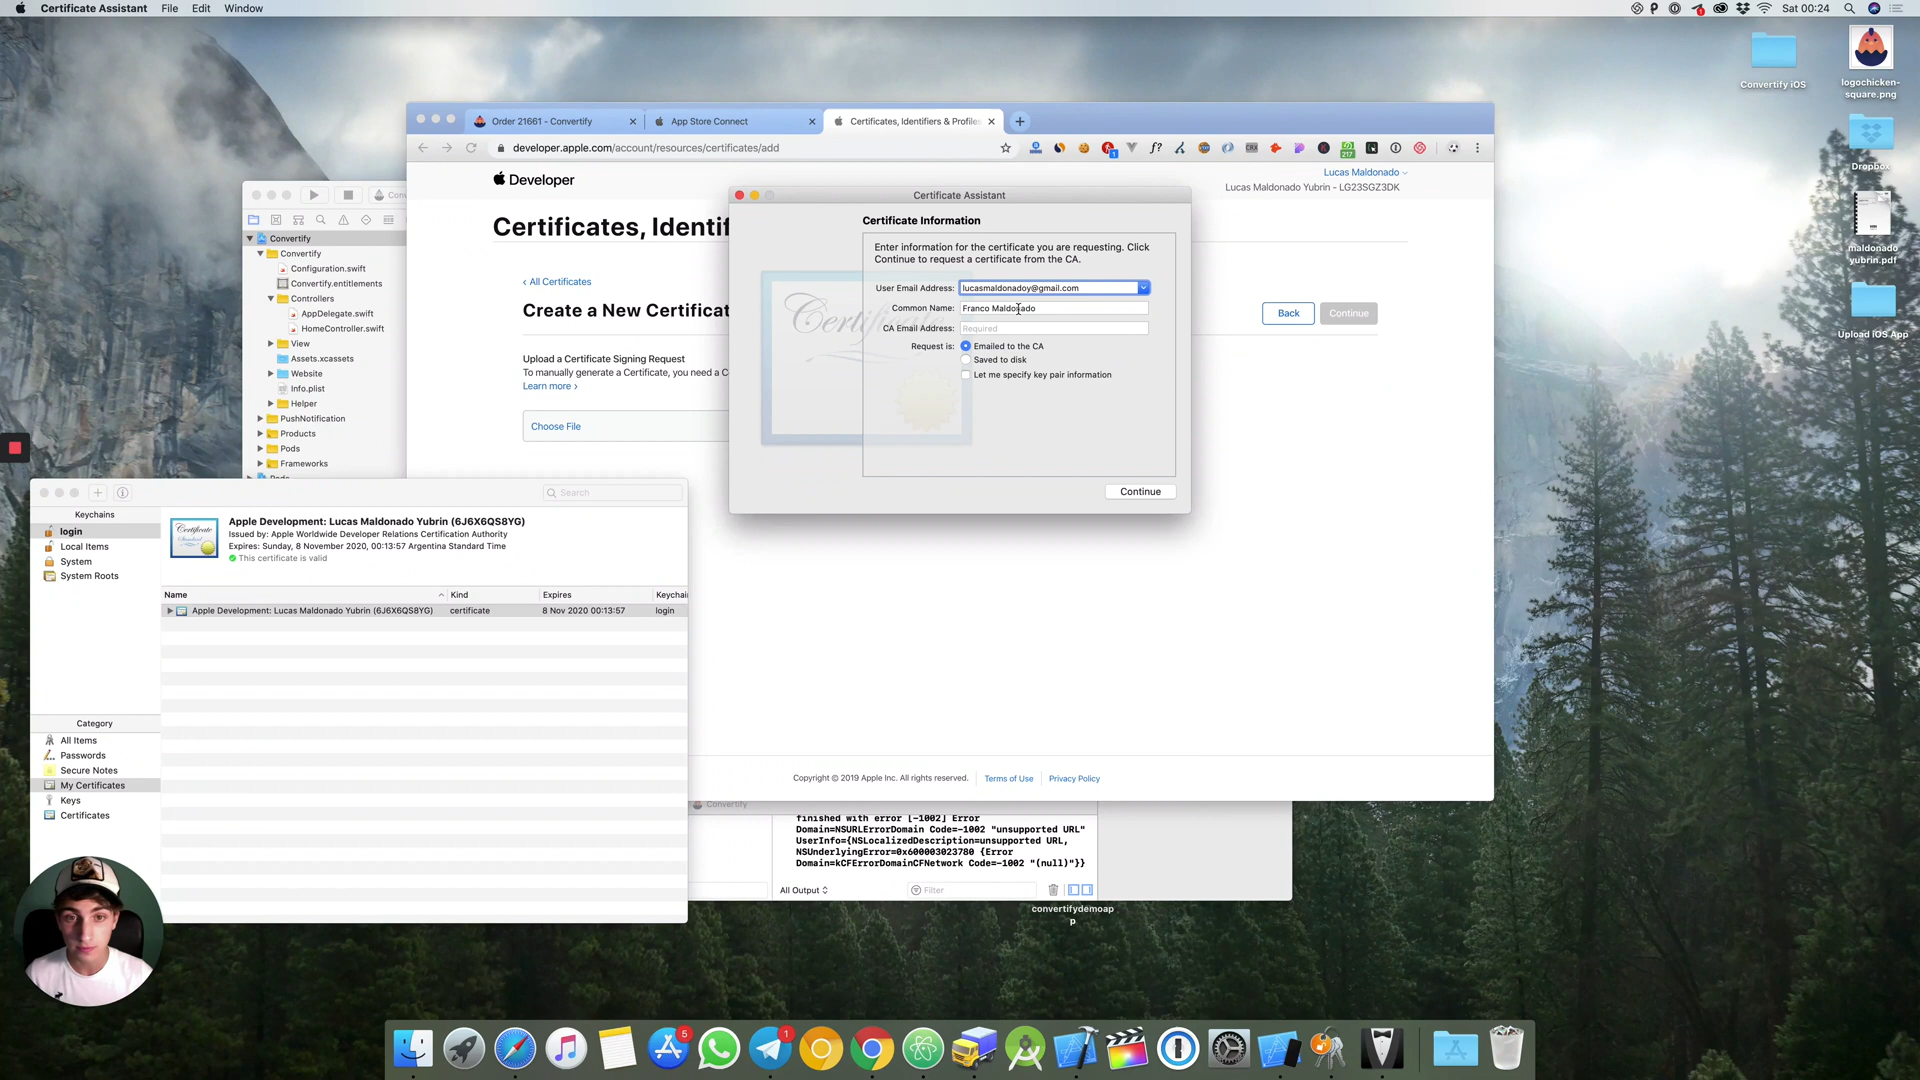 Certificate Assistant File Edit Window
Sat 00:24
Convertify iOS
logochicken-
square.png
Dropbox
maldonado
yubrin.pdf
Upload iOS App
Order 21661 - Convertify
App Store Connect
Certificates, Identifiers & Profiles
developer.apple.com/account/resources/certificates/add
Developer
Lucas Maldonado
Lucas Maldonado Yubrin - LG23SGZ3DK
Certificates, Identif
‹ All Certificates
Create a New Certificat
Back
Continue
Upload a Certificate Signing Request
To manually generate a Certificate, you need a C
Learn more ›
Choose File
Certificate Assistant
Certificate Information
Enter information for the certificate you are requesting. Click
Continue to request a certificate from the CA.
User Email Address: lucasmaldonadoy@gmail.com
Common Name: Franco Maldonado
CA Email Address: Required
Request is: Emailed to the CA
Saved to disk
Let me specify key pair information
Continue
Conv
Convertify
Convertify
Configuration.swift
Convertify.entitlements
Controllers
AppDelegate.swift
HomeController.swift
View
Assets.xcassets
Website
Info.plist
Helper
PushNotification
Products
Pods
Frameworks
Search
Keychains
login
Local Items
System
System Roots
Apple Development: Lucas Maldonado Yubrin (6J6X6QS8YG)
Issued by: Apple Worldwide Developer Relations Certification Authority
Expires: Sunday, 8 November 2020, 00:13:57 Argentina Standard Time
This certificate is valid
Name Kind Expires Keychai
Apple Development: Lucas Maldonado Yubrin (6J6X6QS8YG) certificate 8 Nov 2020 00:13:57 login
Category
All Items
Passwords
Secure Notes
My Certificates
Keys
Certificates
Copyright © 2019 Apple Inc. All rights reserved.
Terms of Use
Privacy Policy
Convertify
finished with error [-1002] Error
Domain=NSURLErrorDomain Code=-1002 "unsupported URL"
UserInfo={NSLocalizedDescription=unsupported URL,
NSUnderlyingError=0x600003023780 {Error
Domain=kCFErrorDomainCFNetwork Code=-1002 "(null)"}}
All Output
Filter
convertifydemoap
p
5
1